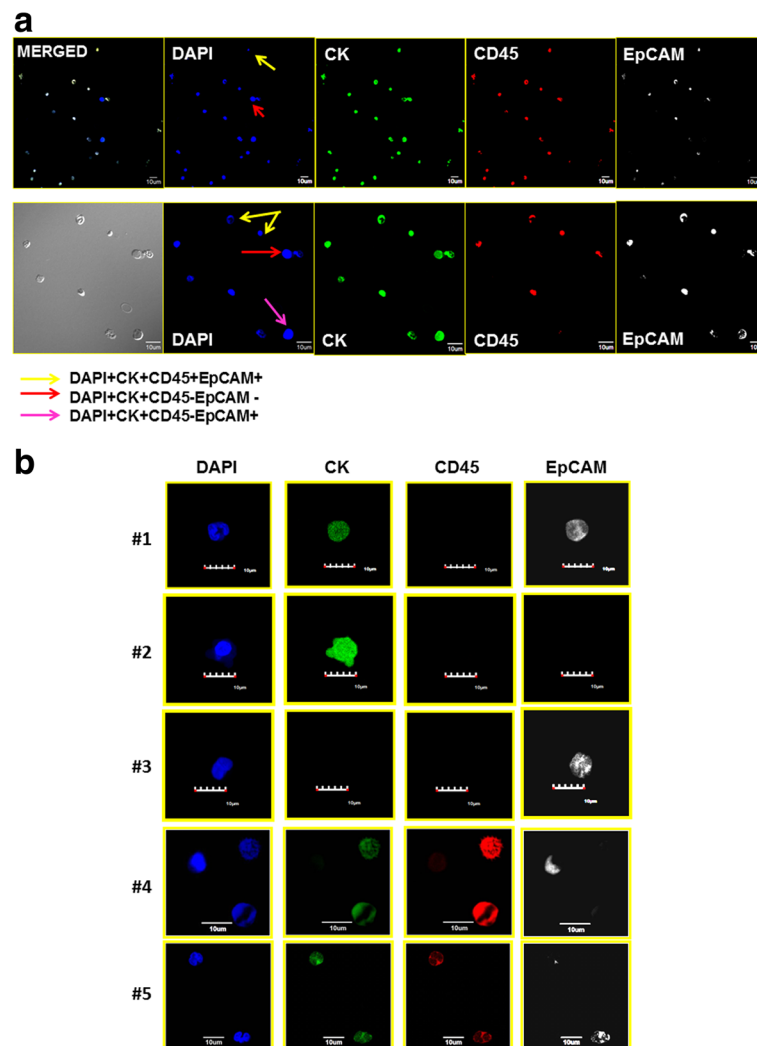 a
MERGED DAPI CK CD45 EpCAM
10um 10um 10um 10um 10um
DAPI CK CD45 EpCAM
10um 10um 10um 10um 10um
DAPI+CK+CD45+EpCAM+
DAPI+CK+CD45-EpCAM -
DAPI+CK+CD45-EpCAM+
b
DAPI CK CD45 EpCAM
#1
10µm 10µm 10µm 10µm
#2
10µm 10µm 10µm 10µm
#3
10µm 10µm 10µm 10µm
#4
10um 10um 10um 10um
#5
10um 10um 10um 10um